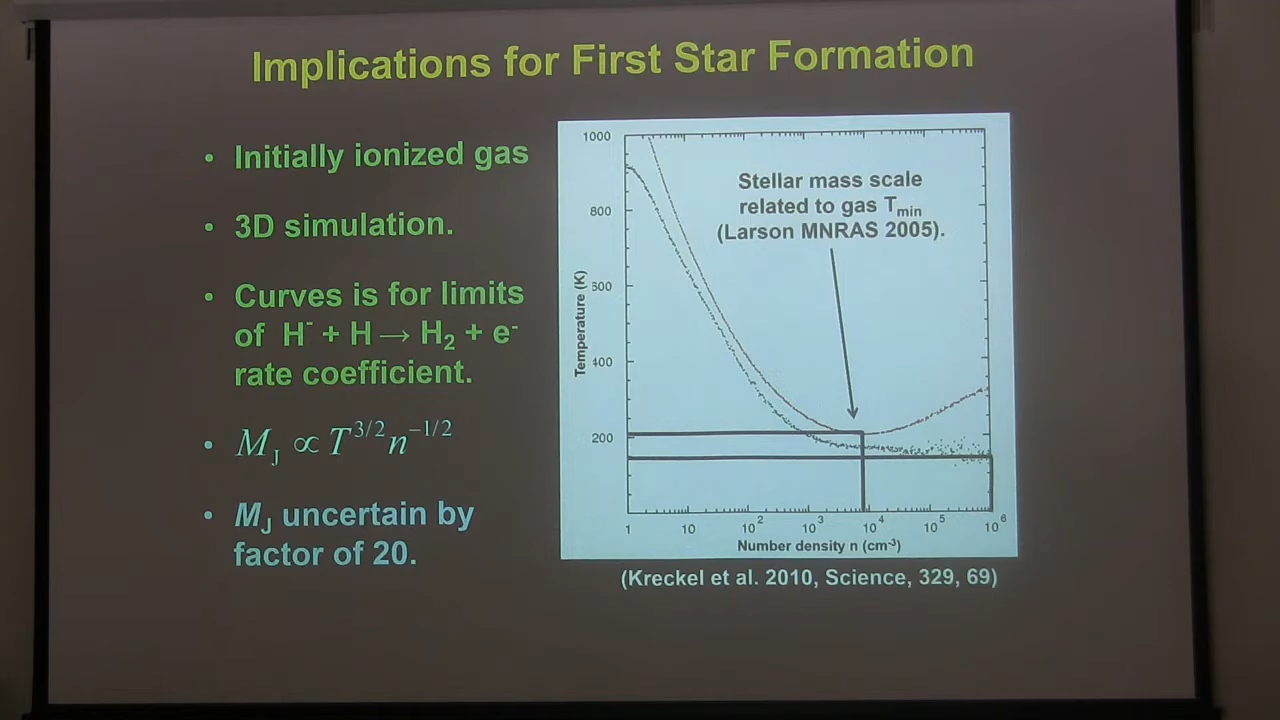 Implications for First Star Formation
• Initially ionized gas
• 3D simulation.
• Curves is for limits
of H⁻ + H → H₂ + e⁻
rate coefficient.
• M_J ∝ T^{3/2} n^{-1/2}
• M_J uncertain by
factor of 20.
1000
800
600
400
200
Temperature (K)
Stellar mass scale
related to gas T_min
(Larson MNRAS 2005).
1 10 10² 10³ 10⁴ 10⁵ 10⁶
Number density n (cm⁻³)
(Kreckel et al. 2010, Science, 329, 69)